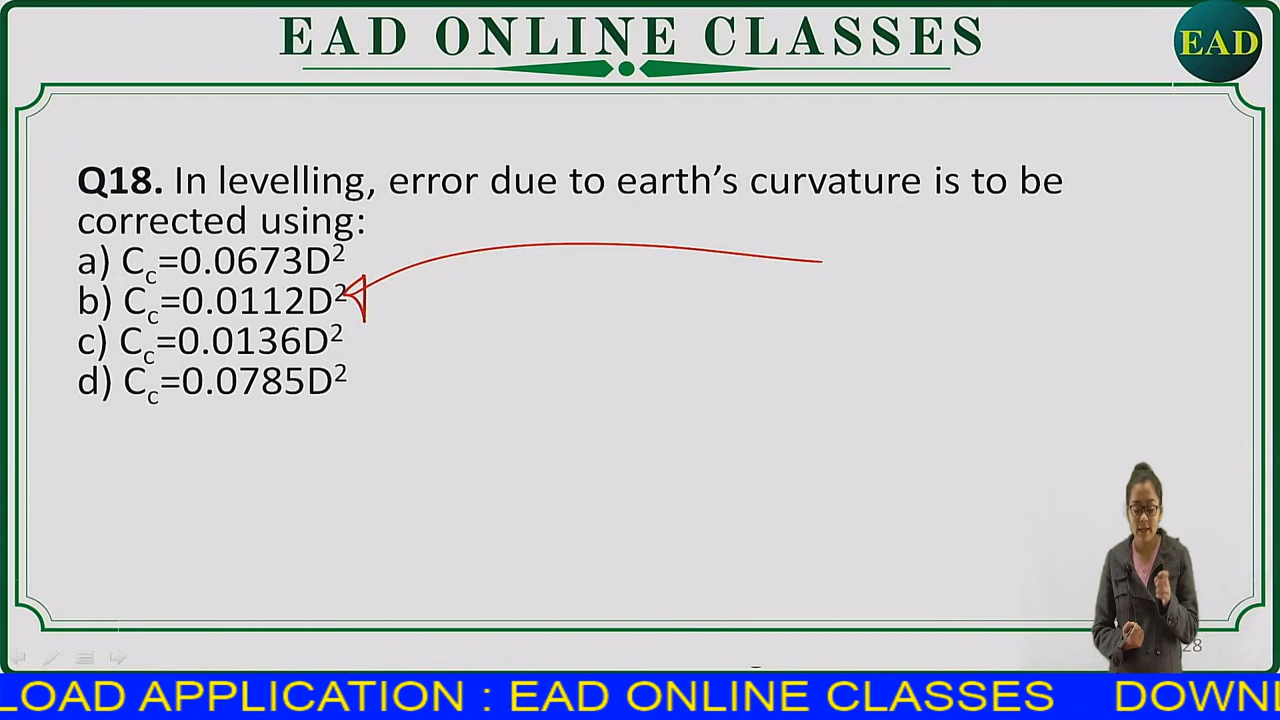 EAD ONLINE CLASSES
EAD
Q18. In levelling, error due to earth’s curvature is to be
corrected using:
a) Cc=0.0673D²
b) Cc=0.0112D²
c) Cc=0.0136D²
d) Cc=0.0785D²
28
LOAD APPLICATION : EAD ONLINE CLASSES DOWNL